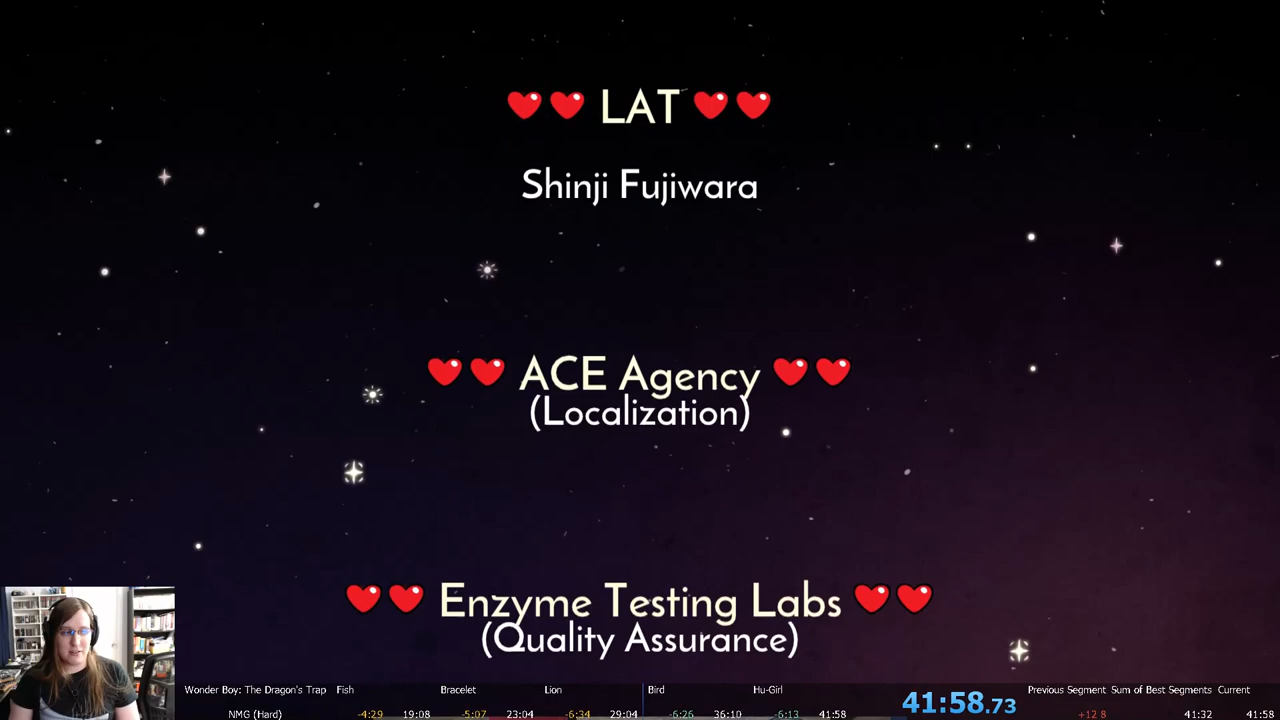 LAT
Shinji Fujiwara
ACE Agency
(Localization)
Enzyme Testing Labs
(Quality Assurance)
Wonder Boy: The Dragon's Trap Fish Bracelet Lion Bird Hu-Girl 41:58.73 Previous Segment Sum of Best Segments Current
NMG (Hard) -4:29 19:08 -5:07 23:04 -6:34 29:04 -6:26 36:10 -6:13 41:58 +12.8 41:32 41:58